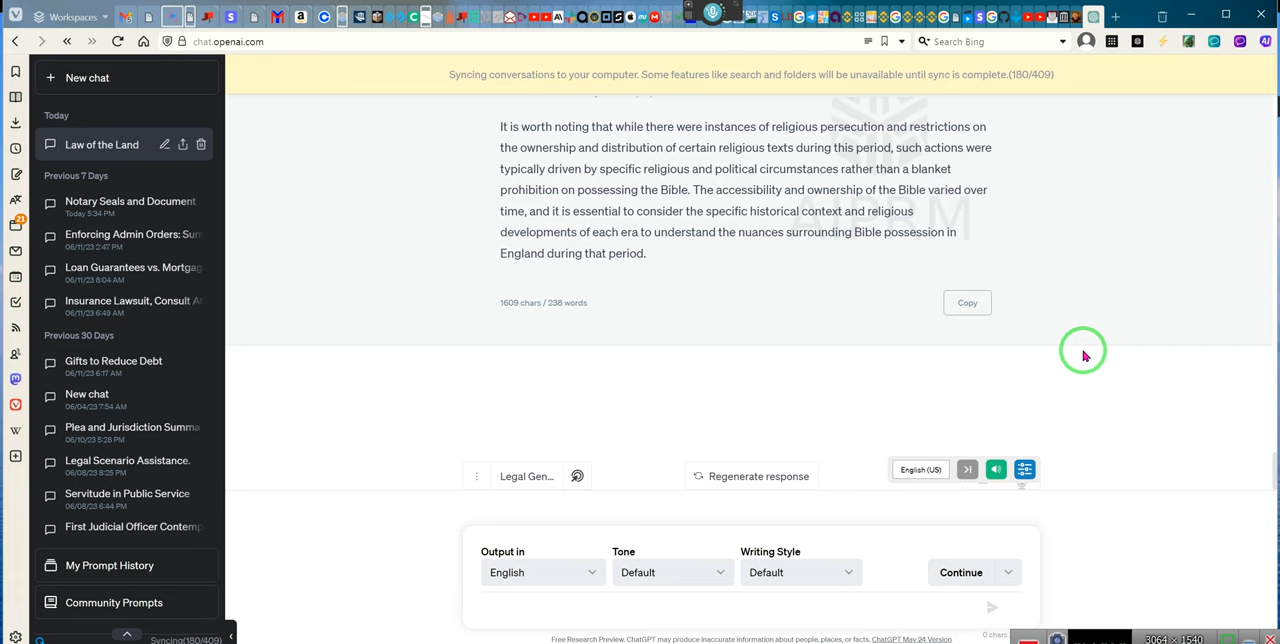 Workspaces
chat.openai.com
Search Bing
New chat
Syncing conversations to your computer. Some features like search and folders will be unavailable until sync is complete.(180/409)
Today
Law of the Land
Previous 7 Days
Notary Seals and Document
Today 5:34 PM
Enforcing Admin Orders: Sum
06/11/23 2:47 PM
Loan Guarantees vs. Mortgag
06/11/23 8:04 AM
Insurance Lawsuit, Consult A
06/11/23 6:49 AM
Previous 30 Days
Gifts to Reduce Debt
06/11/23 6:17 AM
New chat
06/04/23 7:54 AM
Plea and Jurisdiction Summa
06/10/23 5:28 PM
Legal Scenario Assistance.
06/08/23 8:25 PM
Servitude in Public Service
06/08/23 6:44 PM
First Judicial Officer Contemp
My Prompt History
Community Prompts
Syncing(180/409)
21
It is worth noting that while there were instances of religious persecution and restrictions on
the ownership and distribution of certain religious texts during this period, such actions were
typically driven by specific religious and political circumstances rather than a blanket
prohibition on possessing the Bible. The accessibility and ownership of the Bible varied over
time, and it is essential to consider the specific historical context and religious
developments of each era to understand the nuances surrounding Bible possession in
England during that period.
AIPRM
1609 chars / 238 words
Copy
Legal Gen...
Regenerate response
English (US)
Output in
Tone
Writing Style
English
Default
Default
Continue
0 chars
Free Research Preview. ChatGPT may produce inaccurate information about people, places, or facts. ChatGPT May 24 Version
3064 × 1540